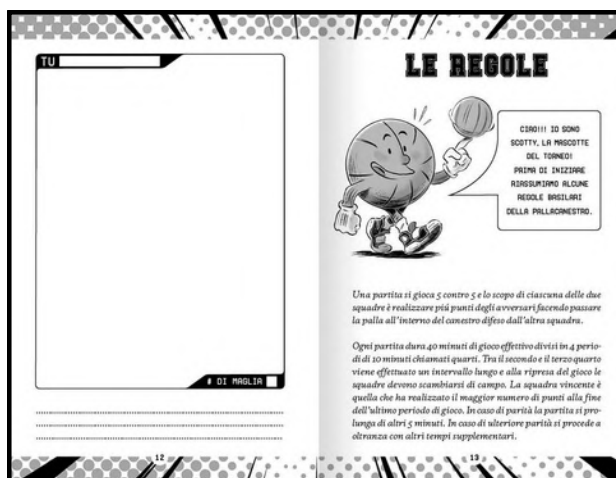 TU
# DI MAGLIA
12
LE REGOLE
CIAO!!! IO SONO
SCOTTY, LA MASCOTTE
DEL TORNEO!
PRIMA DI INIZIARE
RIASSUMIAMO ALCUNE
REGOLE BASILARI
DELLA PALLACANESTRO.
Una partita si gioca 5 contro 5 e lo scopo di ciascuna delle due
squadre è realizzare più punti degli avversari facendo passare
la palla all'interno del canestro difeso dall'altra squadra.
Ogni partita dura 40 minuti di gioco effettivo divisi in 4 perio-
di di 10 minuti chiamati quarti. Tra il secondo e il terzo quarto
viene effettuato un intervallo lungo e alla ripresa del gioco le
squadre devono scambiarsi di campo. La squadra vincente è
quella che ha realizzato il maggior numero di punti alla fine
dell'ultimo periodo di gioco. In caso di parità la partita si pro-
lunga di altri 5 minuti. In caso di ulteriore parità si procede a
oltranza con altri tempi supplementari.
13